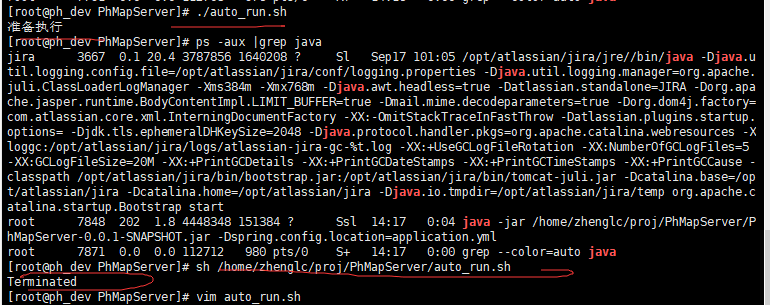 [root@ph_dev PhMapServer]# ./auto_run.sh
准备执行
[root@ph_dev PhMapServer]# ps -aux |grep java
jira 3667 0.1 20.4 3787856 1640208 ? Sl Sep17 101:05 /opt/atlassian/jira/jre//bin/java -Djava.u
til.logging.config.file=/opt/atlassian/jira/conf/logging.properties -Djava.util.logging.manager=org.apache.
juli.ClassLoaderLogManager -Xms384m -Xmx768m -Djava.awt.headless=true -Datlassian.standalone=JIRA -Dorg.apa
che.jasper.runtime.BodyContentImpl.LIMIT_BUFFER=true -Dmail.mime.decodeparameters=true -Dorg.dom4j.factory=
com.atlassian.core.xml.InterningDocumentFactory -XX:-OmitStackTraceInFastThrow -Datlassian.plugins.startup.
options= -Djdk.tls.ephemeralDHKeySize=2048 -Djava.protocol.handler.pkgs=org.apache.catalina.webresources -X
loggc:/opt/atlassian/jira/logs/atlassian-jira-gc-%t.log -XX:+UseGCLogFileRotation -XX:NumberOfGCLogFiles=5
-XX:GCLogFileSize=20M -XX:+PrintGCDetails -XX:+PrintGCDateStamps -XX:+PrintGCTimeStamps -XX:+PrintGCCause -
classpath /opt/atlassian/jira/bin/bootstrap.jar:/opt/atlassian/jira/bin/tomcat-juli.jar -Dcatalina.base=/op
t/atlassian/jira -Dcatalina.home=/opt/atlassian/jira -Djava.io.tmpdir=/opt/atlassian/jira/temp org.apache.c
atalina.startup.Bootstrap start
root 7848 202 1.8 4448348 151384 ? Ssl 14:17 0:04 java -jar /home/zhenglc/proj/PhMapServer/P
hMapServer-0.0.1-SNAPSHOT.jar -Dspring.config.location=application.yml
root 7871 0.0 0.0 112712 980 pts/0 S+ 14:17 0:00 grep --color=auto java
[root@ph_dev PhMapServer]# sh /home/zhenglc/proj/PhMapServer/auto_run.sh
Terminated
[root@ph_dev PhMapServer]# vim auto_run.sh